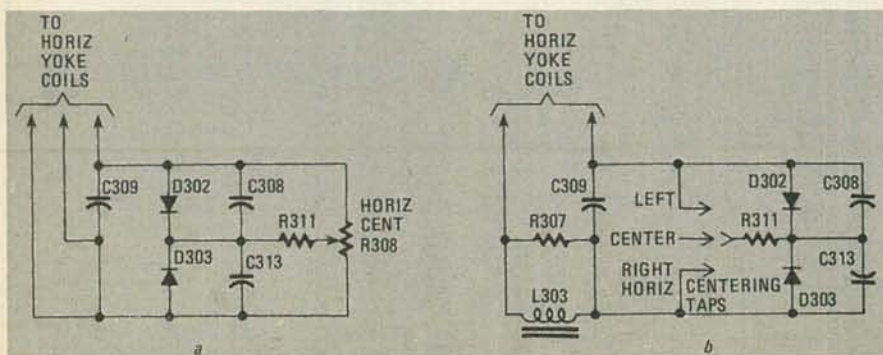 TO
HORIZ
YOKE
COILS
C309
D302
C308
R311
HORIZ
CENT
R308
D303
C313
a
TO
HORIZ
YOKE
COILS
C309
R307
L303
LEFT
CENTER
RIGHT
HORIZ
CENTERING
TAPS
D302
C308
R311
C313
D303
b